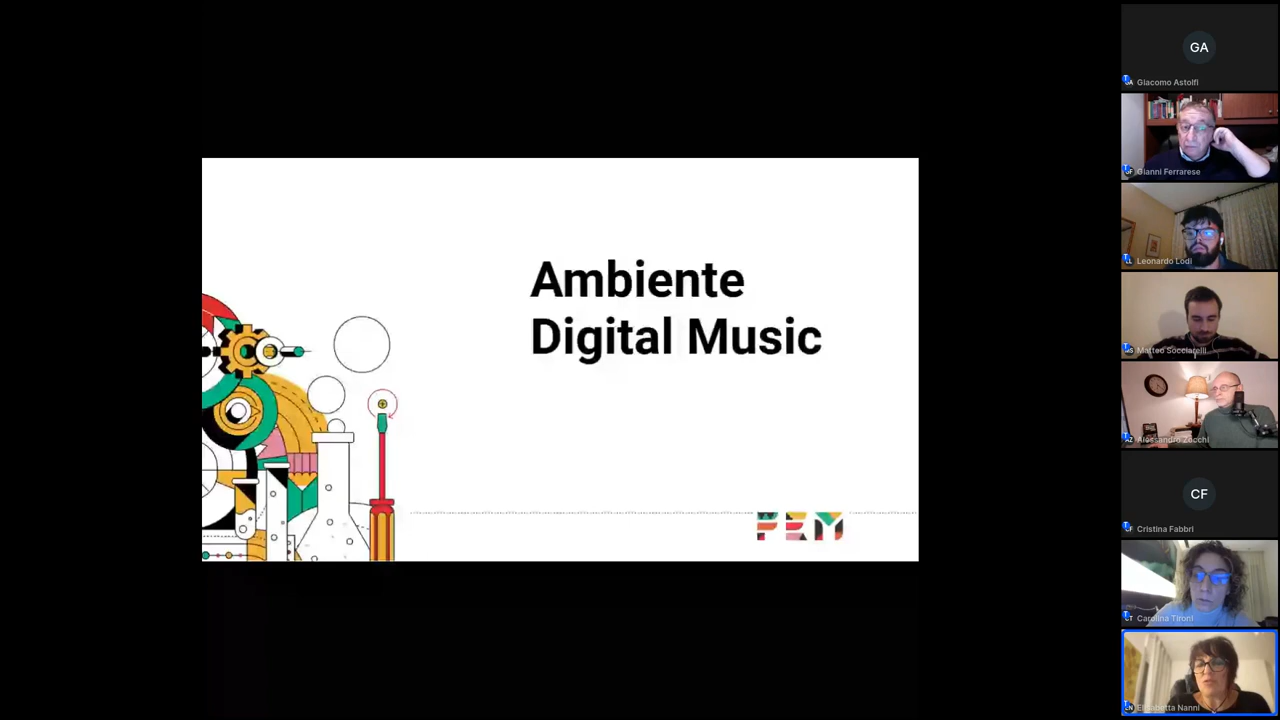 Ambiente
Digital Music
PEM
GA
Giacomo Astolfi
Gianni Ferrarese
Leonardo Lodi
Matteo Socciarelli
Alessandro Zocchi
CF
Cristina Fabbri
Carolina Tironi
Elisabetta Nanni